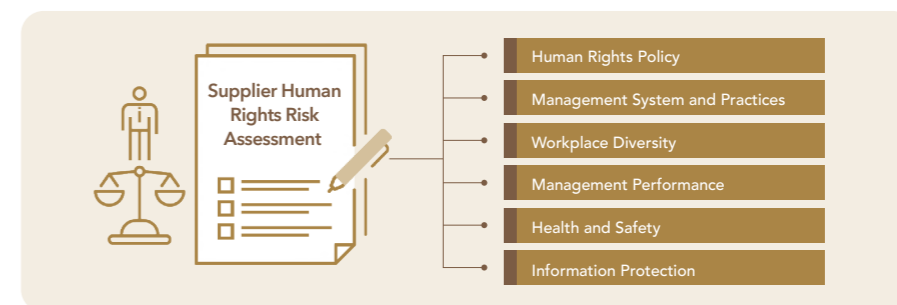 Supplier Human
Rights Risk
Assessment
Human Rights Policy
Management System and Practices
Workplace Diversity
Management Performance
Health and Safety
Information Protection